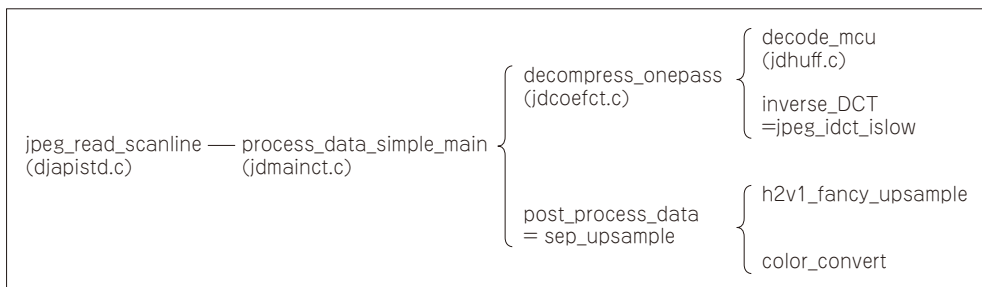 jpeg_read_scanline — process_data_simple_main
(djapistd.c)
(jdmainct.c)
decompress_onepass
(jdcoefct.c)
decode_mcu
(jdhuff.c)
inverse_DCT
=jpeg_idct_islow
post_process_data
= sep_upsample
h2v1_fancy_upsample
color_convert